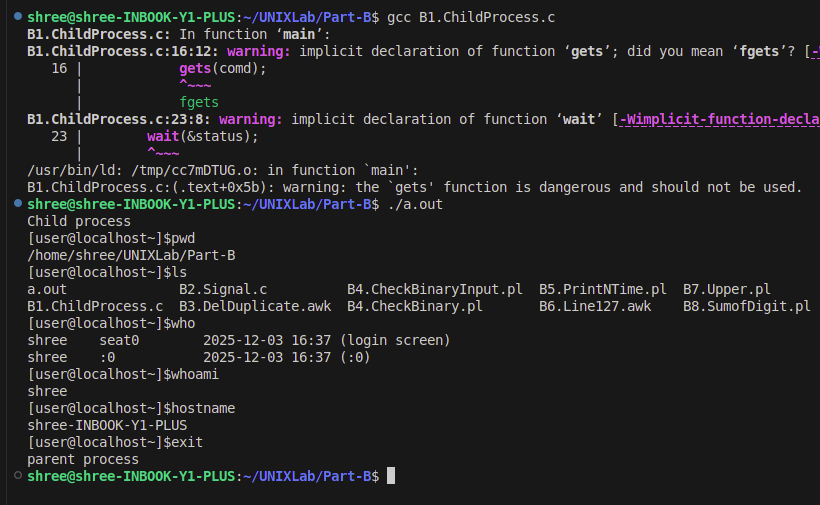 shree@shree-INBOOK-Y1-PLUS:~/UNIXLab/Part-B$ gcc B1.ChildProcess.c
B1.ChildProcess.c: In function ‘main’:
B1.ChildProcess.c:16:12: warning: implicit declaration of function ‘gets’; did you mean ‘fgets’? [-
16 | gets(comd);
| ^~~~
| fgets
B1.ChildProcess.c:23:8: warning: implicit declaration of function ‘wait’ [-Wimplicit-function-decla
23 | wait(&status);
| ^~~~
/usr/bin/ld: /tmp/cc7mDTUG.o: in function `main':
B1.ChildProcess.c:(.text+0x5b): warning: the `gets' function is dangerous and should not be used.
shree@shree-INBOOK-Y1-PLUS:~/UNIXLab/Part-B$ ./a.out
Child process
[user@localhost~]$pwd
/home/shree/UNIXLab/Part-B
[user@localhost~]$ls
a.out B2.Signal.c B4.CheckBinaryInput.pl B5.PrintNTime.pl B7.Upper.pl
B1.ChildProcess.c B3.DelDuplicate.awk B4.CheckBinary.pl B6.Line127.awk B8.SumofDigit.pl
[user@localhost~]$who
shree seat0 2025-12-03 16:37 (login screen)
shree :0 2025-12-03 16:37 (:0)
[user@localhost~]$whoami
shree
[user@localhost~]$hostname
shree-INBOOK-Y1-PLUS
[user@localhost~]$exit
parent process
shree@shree-INBOOK-Y1-PLUS:~/UNIXLab/Part-B$